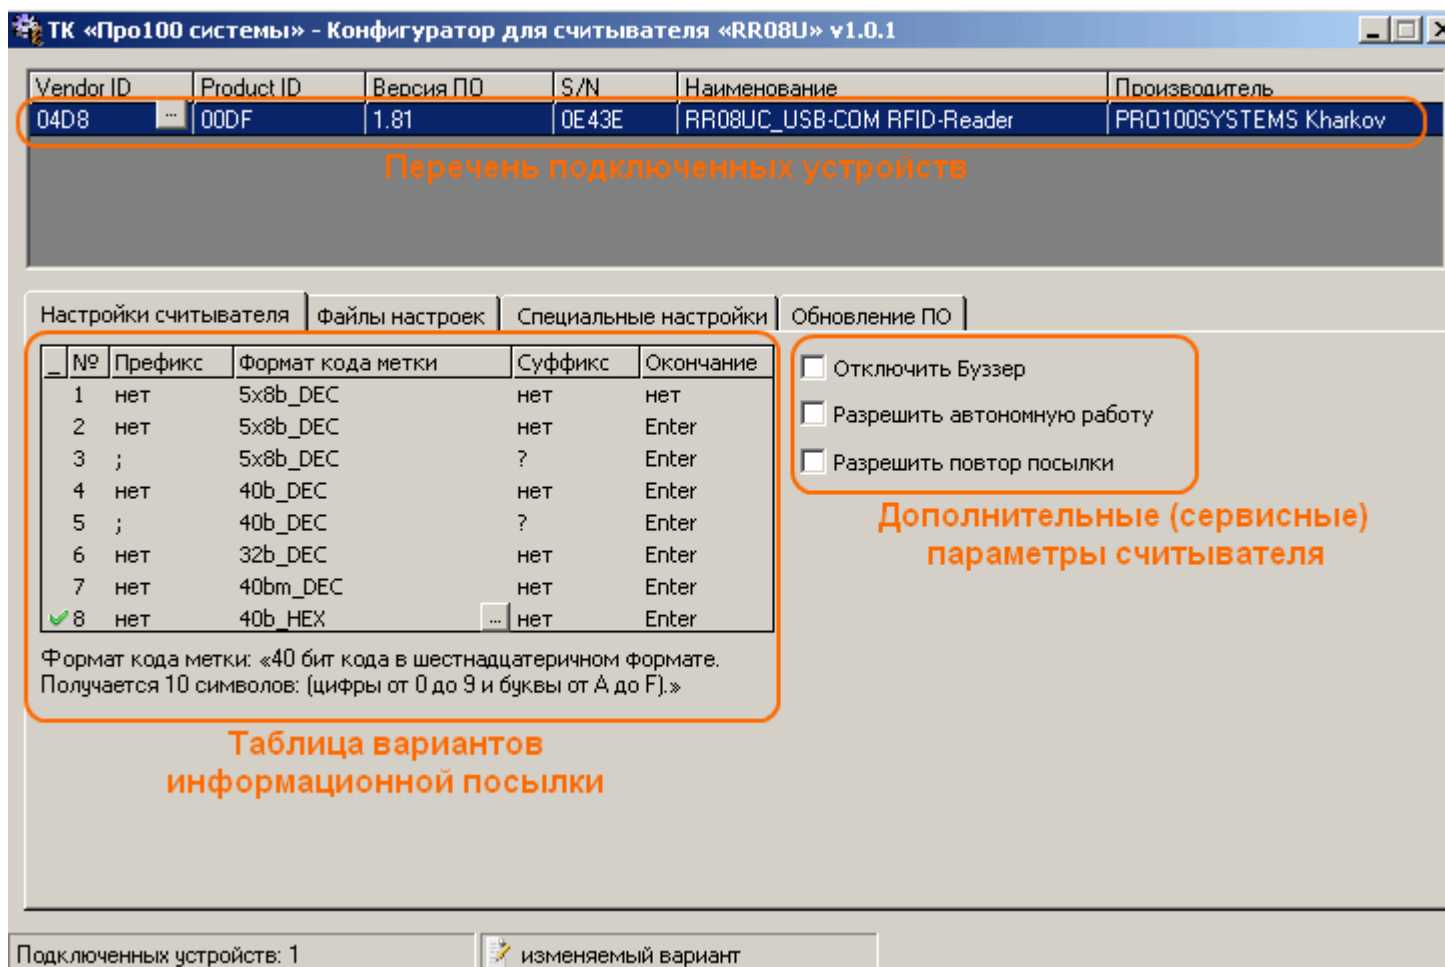 ТК «Про100 системы» - Конфигуратор для считывателя «RR08U» v1.0.1
Vendor ID Product ID Версия ПО S/N Наименование Производитель
04D8 ... 00DF 1.81 0E43E RR08UC_USB-COM RFID-Reader PRO100SYSTEMS Kharkov
Перечень подключенных устройств
Настройки считывателя Файлы настроек Специальные настройки Обновление ПО
_ № Префикс Формат кода метки Суффикс Окончание
1 нет 5x8b_DEC нет нет
2 нет 5x8b_DEC нет Enter
3 ; 5x8b_DEC ? Enter
4 нет 40b_DEC нет Enter
5 ; 40b_DEC ? Enter
6 нет 32b_DEC нет Enter
7 нет 40bm_DEC нет Enter
8 нет 40b_HEX ... нет Enter
Формат кода метки: «40 бит кода в шестнадцатеричном формате.
Получается 10 символов: (цифры от 0 до 9 и буквы от A до F).»
Таблица вариантов
информационной посылки
Отключить Буззер
Разрешить автономную работу
Разрешить повтор посылки
Дополнительные (сервисные)
параметры считывателя
Подключенных устройств: 1 изменяемый вариант